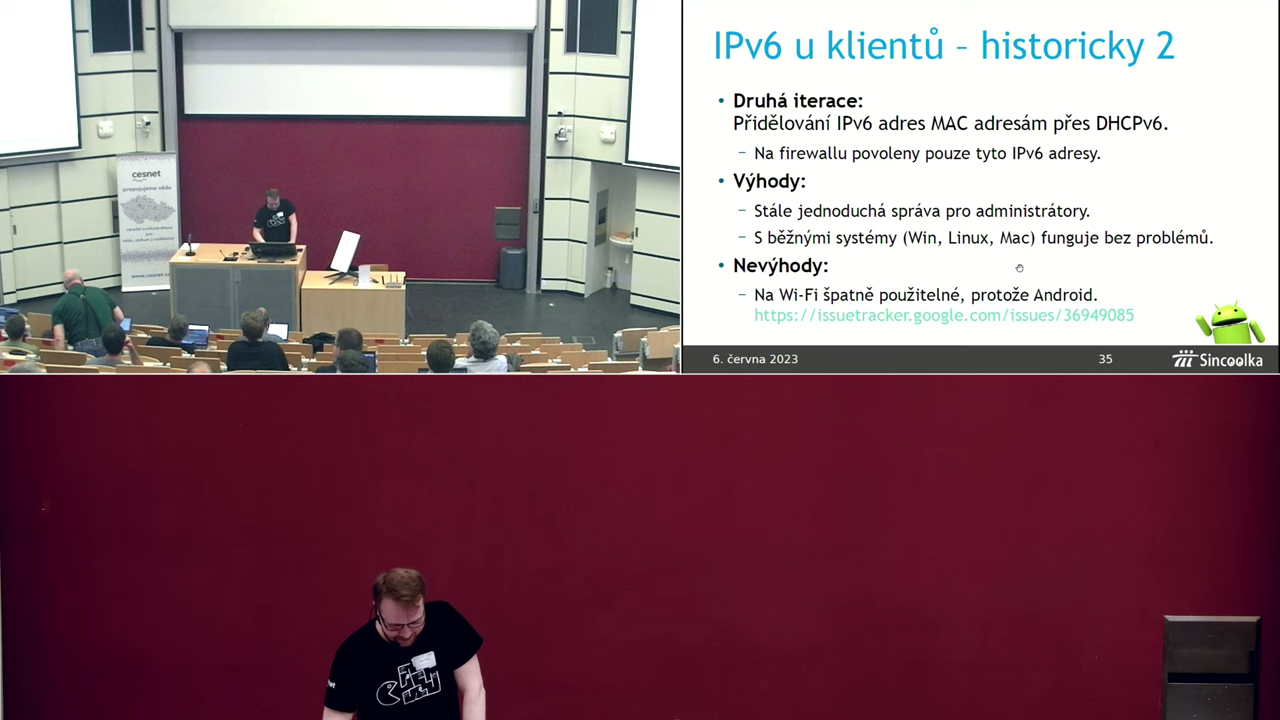 IPv6 u klientů – historicky 2
• Druhá iterace:
Přidělování IPv6 adres MAC adresám přes DHCPv6.
– Na firewallu povoleny pouze tyto IPv6 adresy.
• Výhody:
– Stále jednoduchá správa pro administrátory.
– S běžnými systémy (Win, Linux, Mac) funguje bez problémů.
• Nevýhody:
– Na Wi-Fi špatně použitelné, protože Android.
https://issuetracker.google.com/issues/36949085
6. června 2023
35
Sincoolka
cesnet
propojujeme vědu